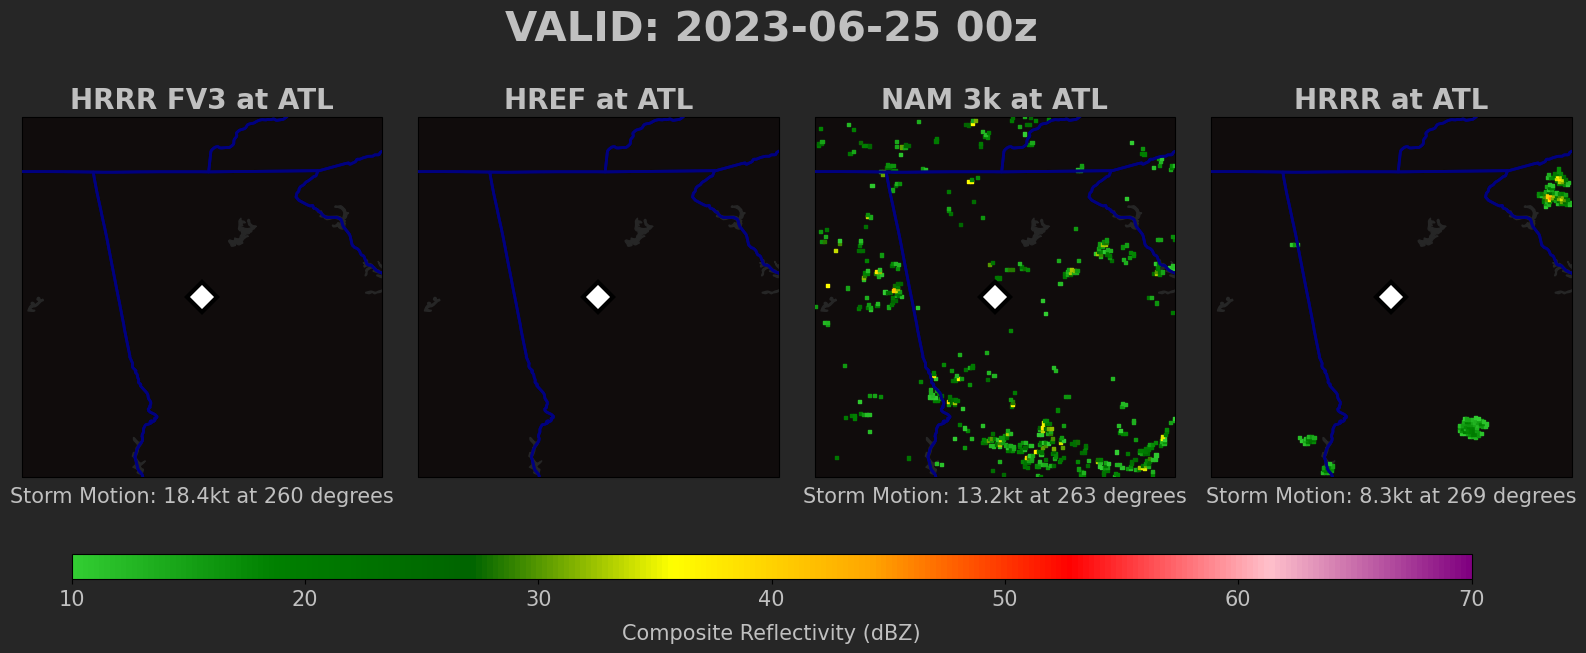 VALID: 2023-06-25 00z
HRRR FV3 at ATL
HREF at ATL
NAM 3k at ATL
HRRR at ATL
Storm Motion: 18.4kt at 260 degrees
Storm Motion: 13.2kt at 263 degrees
Storm Motion: 8.3kt at 269 degrees
10 20 30 40 50 60 70
Composite Reflectivity (dBZ)